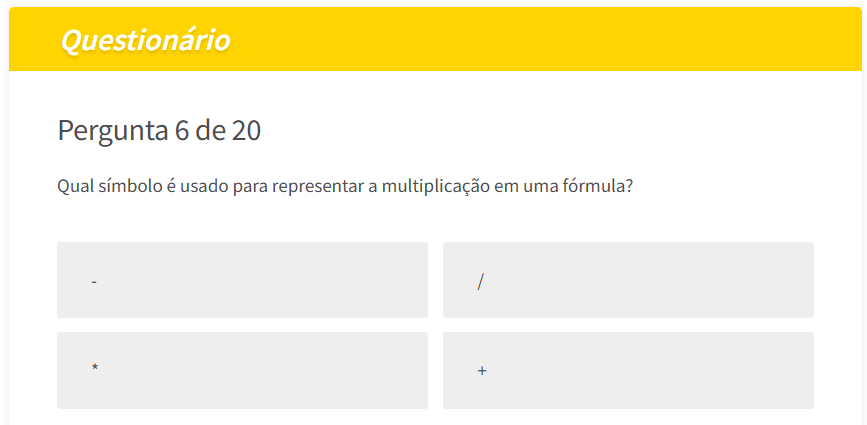 Questionário
Pergunta 6 de 20
Qual símbolo é usado para representar a multiplicação em uma fórmula?
-
/
*
+